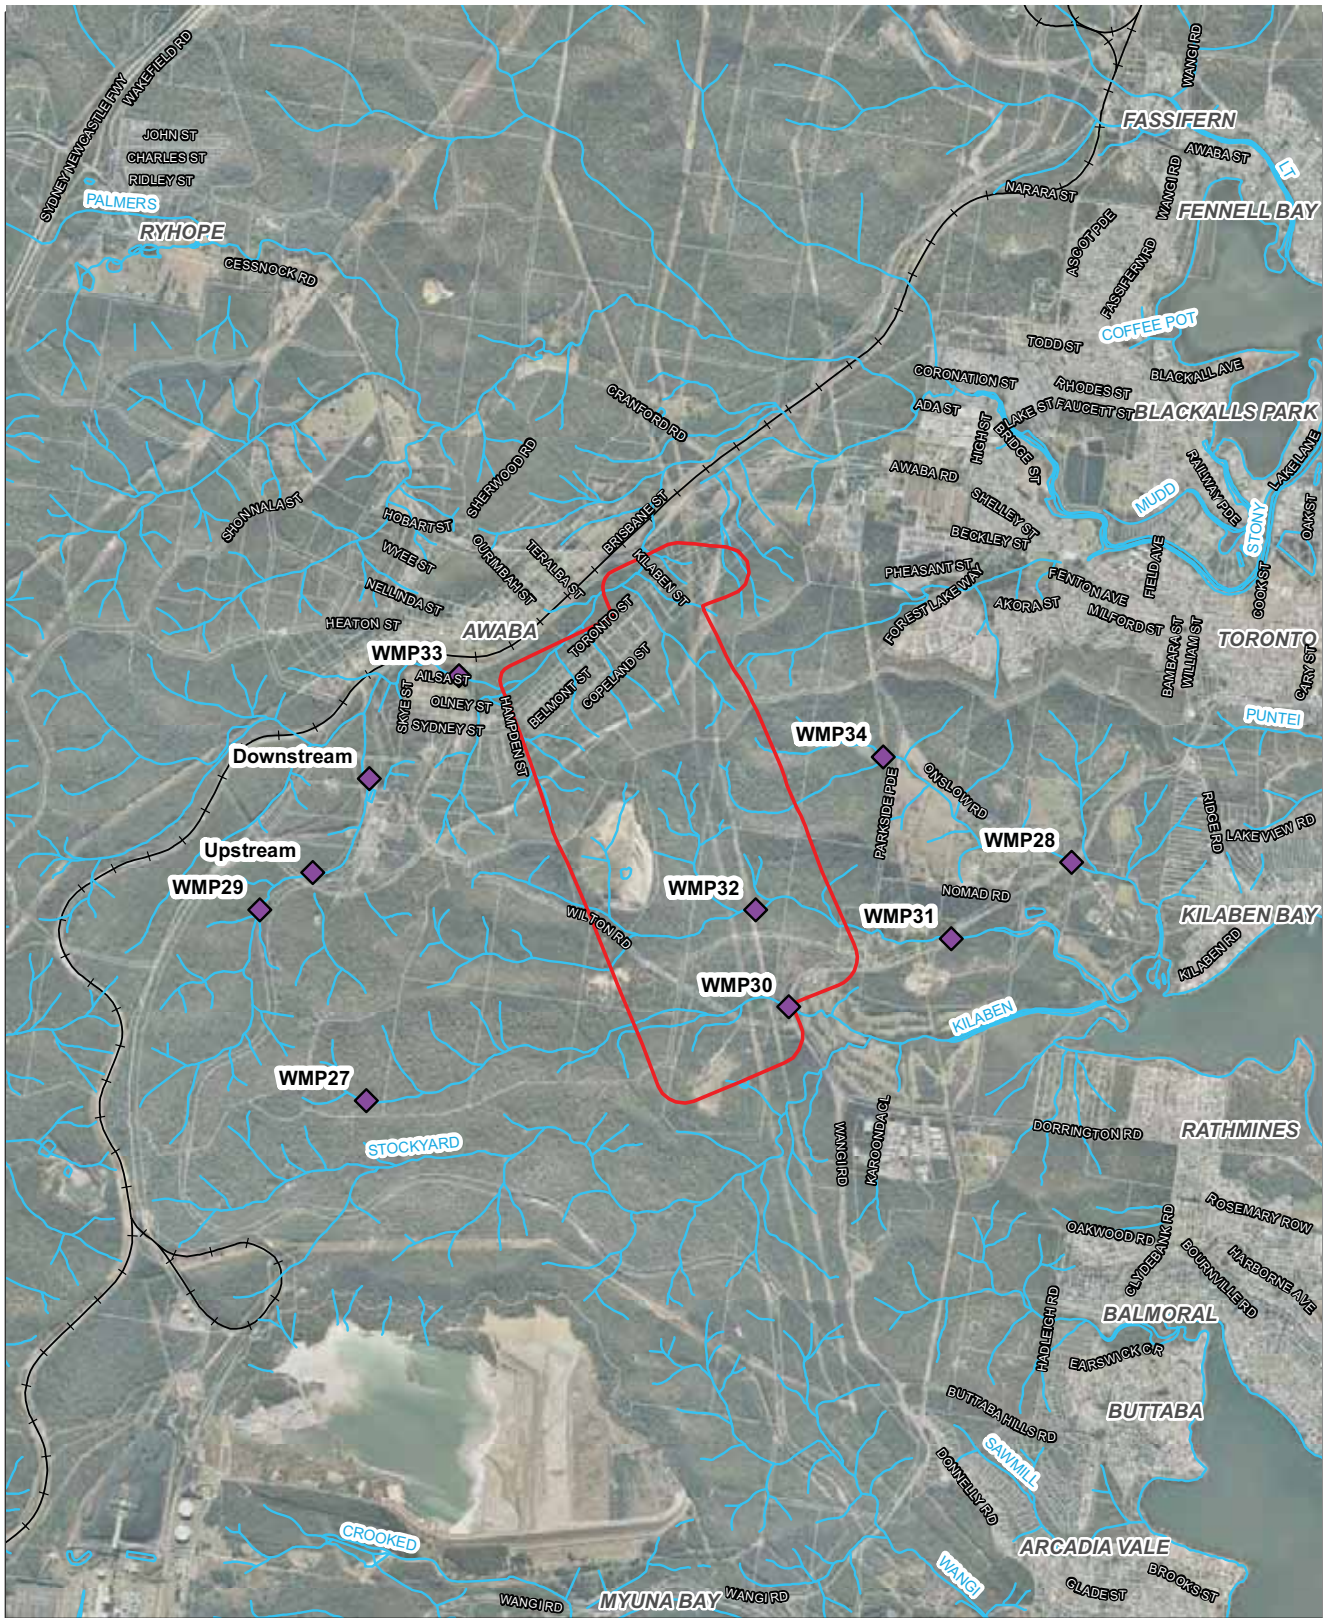 WAKEFIELD RD
SYDNEY NEWCASTLE FWY
WANGI RD
JOHN ST
CHARLES ST
RIDLEY ST
PALMERS
RYHOPE
CESSNOCK RD
FASSIFERN
AWABA ST
LT
NARARA ST
WANGI RD
FENNELL BAY
ASCOT PDE
FASSIFERN RD
COFFEE POT
TODD ST
BLACKALL AVE
CORONATION ST
RHODES ST
ADA ST
LAKE ST
FAUCETT ST
BLACKALLS PARK
CRANFORD RD
HIGH ST
BRIDGE ST
LAKE LANE
AWABA RD
RAILWAY PDE
MUDD
SHERWOOD RD
SHELLEY ST
OAK ST
STONY
SHON NALA ST
HOBART ST
BRISBANE ST
BECKLEY ST
WYEE ST
OURIMBAH ST
TERALBA ST
KILABEN ST
PHEASANT ST
FIELD AVE
NELLINDA ST
FENTON AVE
COOK ST
FOREST LAKE WAY
AKORA ST
MILFORD ST
HEATON ST
AWABA
TORONTO ST
BAMBARA ST
WILLIAM ST
TORONTO
WMP33
AILSA ST
COPELAND ST
BELMONT ST
CARY ST
SKYE ST
OLNEY ST
SYDNEY ST
HAMPDEN ST
PUNTEI
WMP34
Downstream
ONSLOW RD
PARKSIDE PDE
RIDGE RD
LAKE VIEW RD
Upstream
WMP28
WMP29
WMP32
NOMAD RD
WMP31
KILABEN BAY
WILTON RD
KILABEN RD
WMP30
KILABEN
WMP27
STOCKYARD
WANGI RD
KAROONDA CL
DORRINGTON RD
RATHMINES
ROSEMARY ROW
OAKWOOD RD
CLYDEBANK RD
BOURNVILLE RD
HARBORNE AVE
BALMORAL
HADLEIGH RD
EARSWICK CR
BUTTABA HILLS RD
BUTTABA
SAWMILL
DONNELLY RD
CROOKED
ARCADIA VALE
WANGI
GLADE ST
BROOKS ST
WANGI RD
MYUNA BAY
WANGI RD